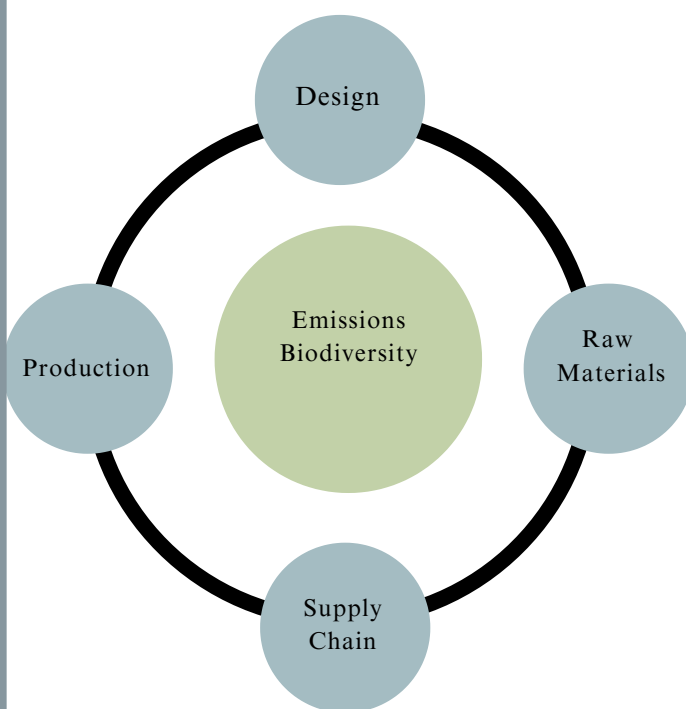 Design
Emissions
Biodiversity
Raw
Materials
Production
Supply
Chain